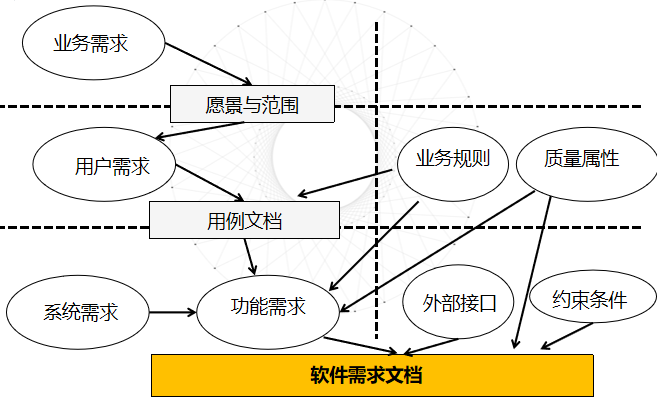 业务需求
愿景与范围
用户需求
业务规则
质量属性
用例文档
系统需求
功能需求
外部接口
约束条件
软件需求文档